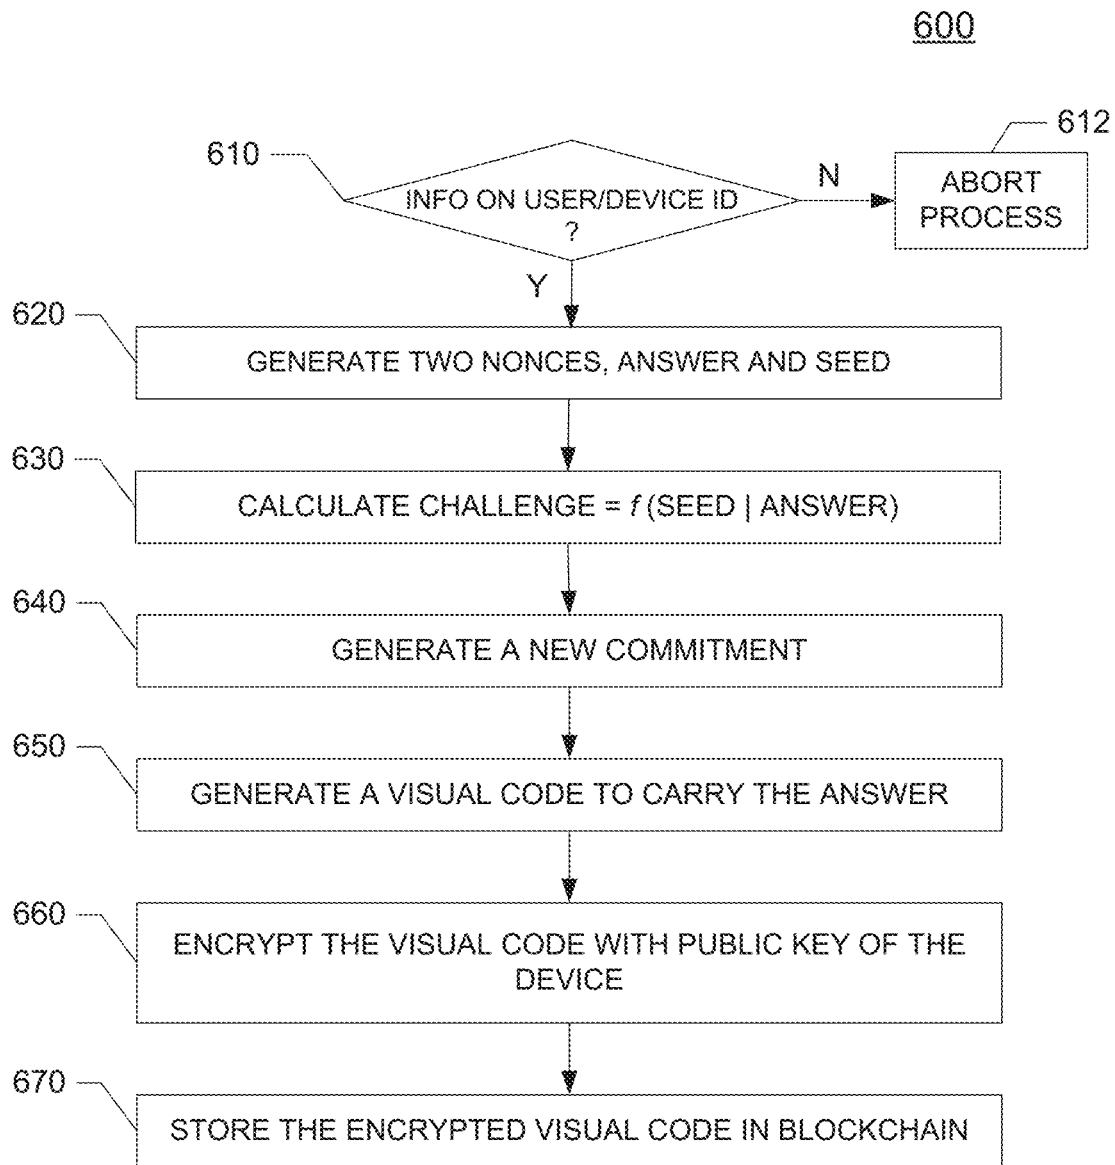 600
610
INFO ON USER/DEVICE ID
?
N
612
ABORT
PROCESS
Y
620
GENERATE TWO NONCES, ANSWER AND SEED
630
CALCULATE CHALLENGE = f (SEED | ANSWER)
640
GENERATE A NEW COMMITMENT
650
GENERATE A VISUAL CODE TO CARRY THE ANSWER
660
ENCRYPT THE VISUAL CODE WITH PUBLIC KEY OF THE
DEVICE
670
STORE THE ENCRYPTED VISUAL CODE IN BLOCKCHAIN